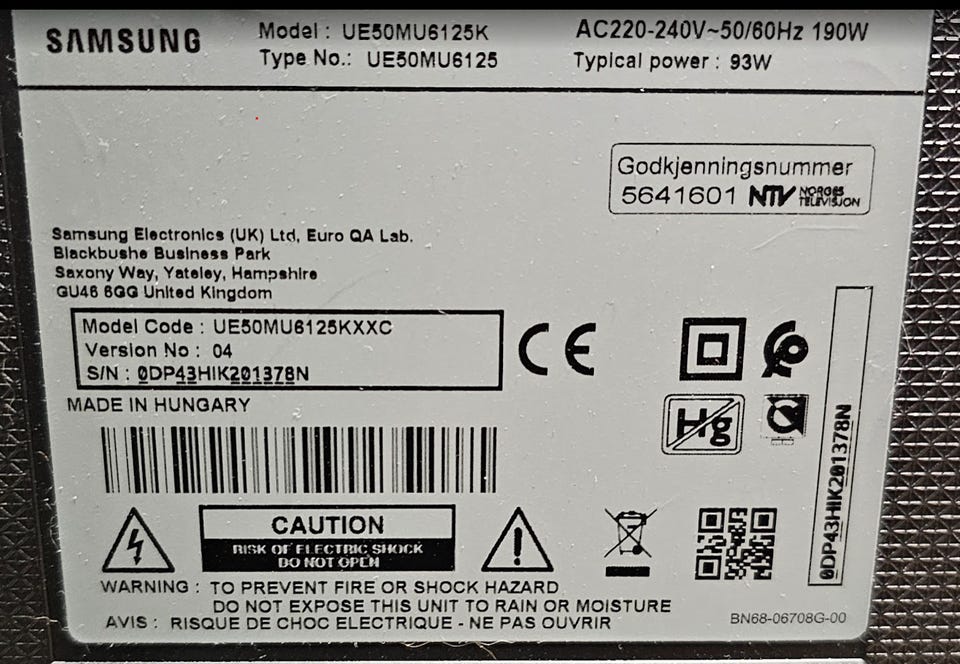 SAMSUNG
Model : UE50MU6125K
Type No.: UE50MU6125
AC220-240V~50/60Hz 190W
Typical power : 93W
Godkjenningsnummer
5641601 NTV NORGES TELEVISJON
Samsung Electronics (UK) Ltd, Euro QA Lab.
Blackbushe Business Park
Saxony Way, Yateley, Hampshire
GU46 6GG United Kingdom
Model Code : UE50MU6125KXXC
Version No : 04
S/N : 0DP43HIK201378N
CE
Hg
MADE IN HUNGARY
0DP43HIK201378N
CAUTION
RISK OF ELECTRIC SHOCK
DO NOT OPEN
WARNING : TO PREVENT FIRE OR SHOCK HAZARD
DO NOT EXPOSE THIS UNIT TO RAIN OR MOISTURE
AVIS : RISQUE DE CHOC ELECTRIQUE - NE PAS OUVRIR
BN68-06708G-00